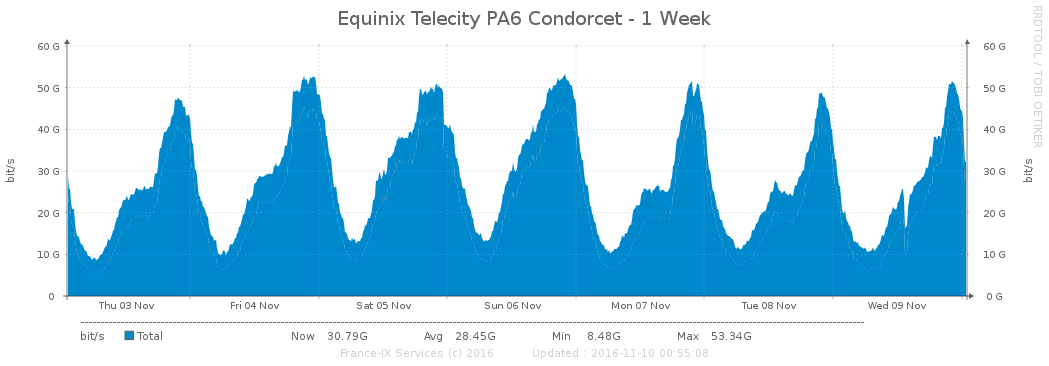 Equinix Telecity PA6 Condorcet - 1 Week
RRDTOOL / TOBI OETIKER
60 G 60 G
50 G 50 G
40 G 40 G
30 G 30 G
20 G 20 G
10 G 10 G
0 0 G
bit/s
bit/s
Thu 03 Nov Fri 04 Nov Sat 05 Nov Sun 06 Nov Mon 07 Nov Tue 08 Nov Wed 09 Nov
bit/s Total Now 30.79G Avg 28.45G Min 8.48G Max 53.34G
France-IX Services (c) 2016 Updated : 2016-11-10 00:55:08